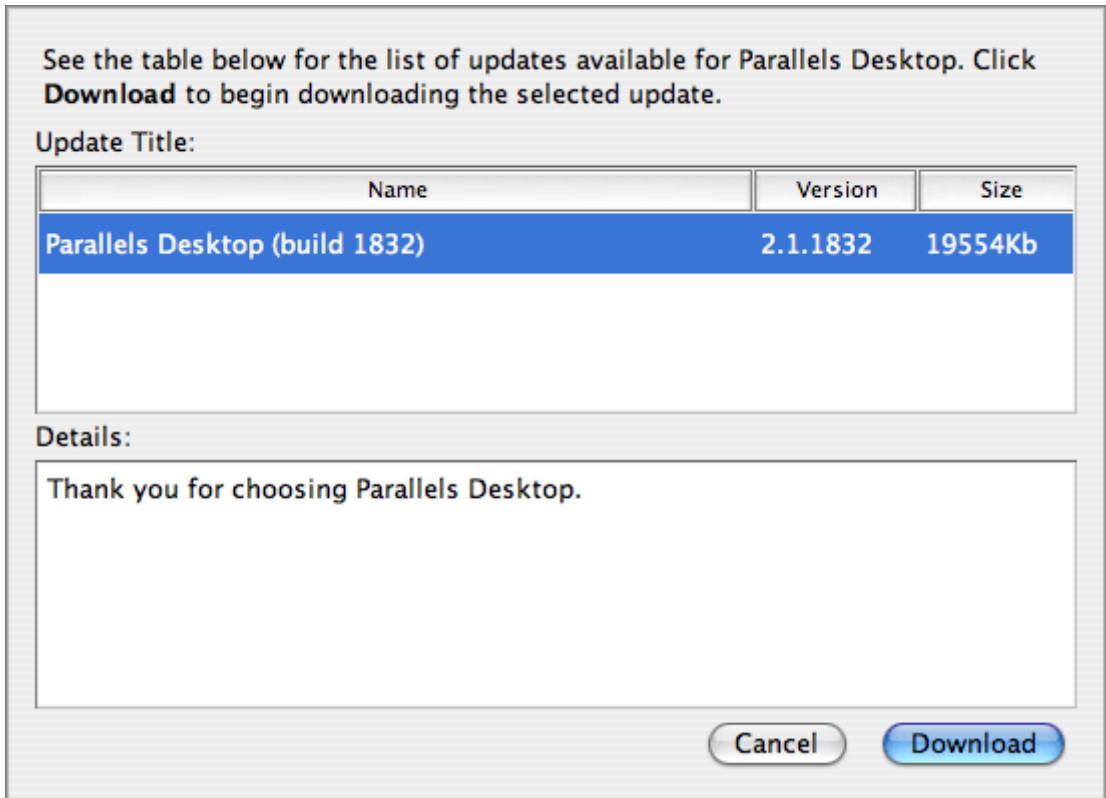 See the table below for the list of updates available for Parallels Desktop. Click
Download to begin downloading the selected update.
Update Title:
Name Version Size
Parallels Desktop (build 1832) 2.1.1832 19554Kb
Details:
Thank you for choosing Parallels Desktop.
Cancel Download